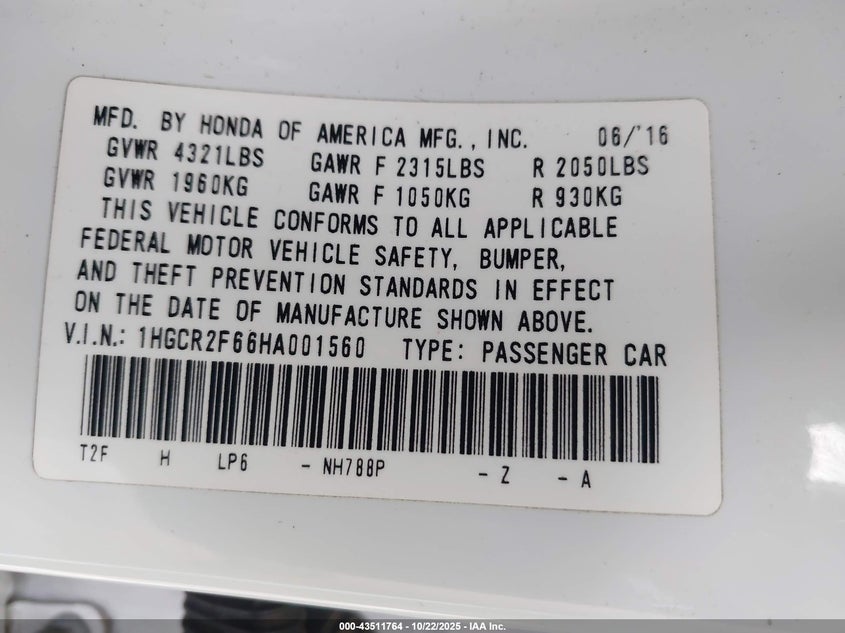 MFD. BY HONDA OF AMERICA MFG., INC. 06/'16
GVWR 4321LBS GAWR F 2315LBS R 2050LBS
GVWR 1960KG GAWR F 1050KG R 930KG
THIS VEHICLE CONFORMS TO ALL APPLICABLE
FEDERAL MOTOR VEHICLE SAFETY, BUMPER,
AND THEFT PREVENTION STANDARDS IN EFFECT
ON THE DATE OF MANUFACTURE SHOWN ABOVE.
V.I.N.: 1HGCR2F66HA001560 TYPE: PASSENGER CAR
T2F H LP6 - NH788P - Z - A
000-43511764 | 10/22/2025 - IAA Inc.